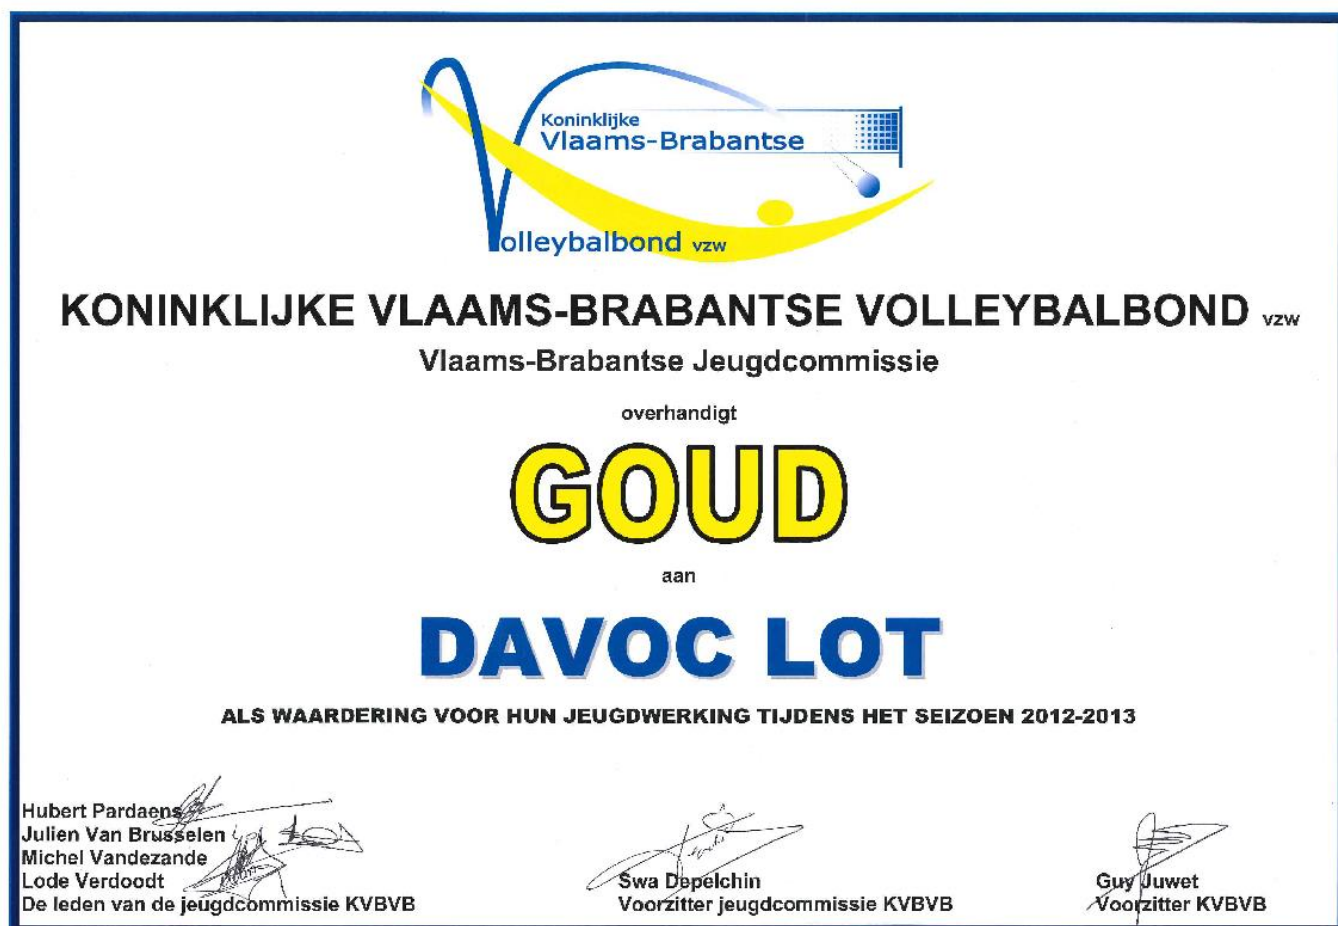 Koninklijke
Vlaams-Brabantse
Volleybalbond vzw
KONINKLIJKE VLAAMS-BRABANTSE VOLLEYBALBOND vzw
Vlaams-Brabantse Jeugdcommissie
overhandigt
GOUD
aan
DAVOC LOT
ALS WAARDERING VOOR HUN JEUGDWERKING TIJDENS HET SEIZOEN 2012-2013
Hubert Pardaens
Julien Van Brusselen
Michel Vandezande
Lode Verdoodt
De leden van de jeugdcommissie KVBVB
Swa Depelchin
Voorzitter jeugdcommissie KVBVB
Guy Juwet
Voorzitter KVBVB